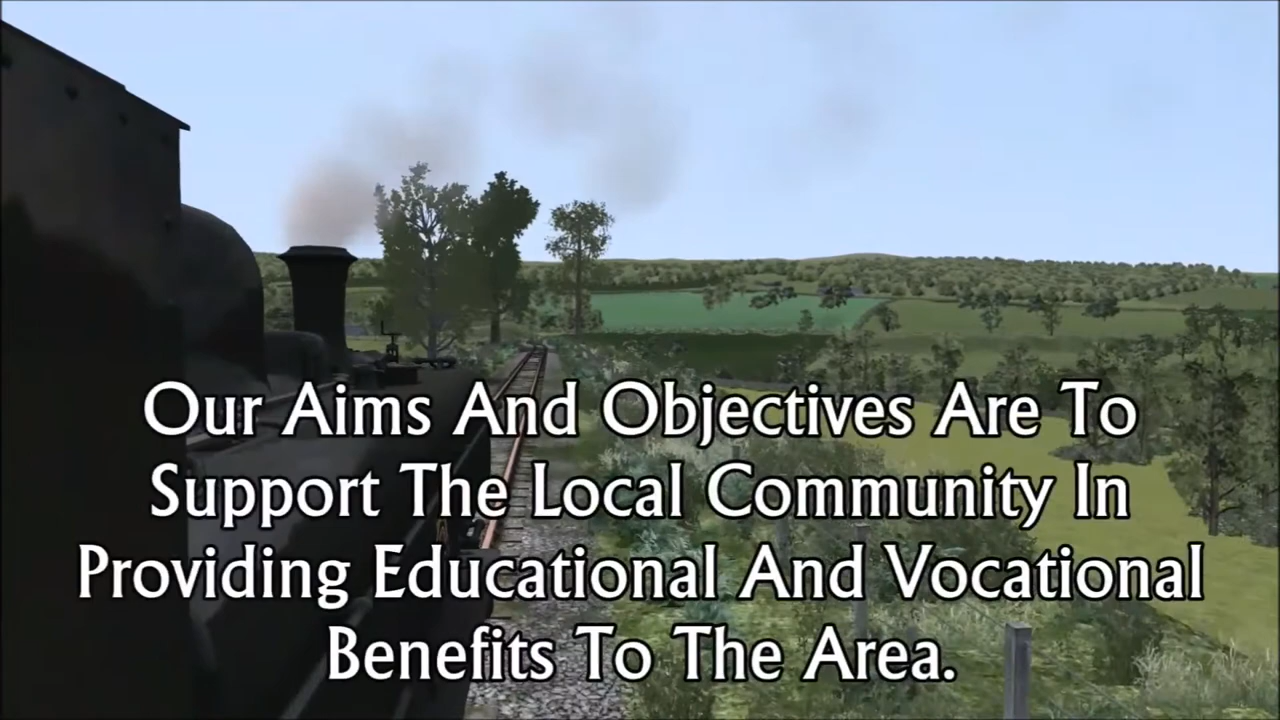 Our Aims And Objectives Are To
Support The Local Community In
Providing Educational And Vocational
Benefits To The Area.